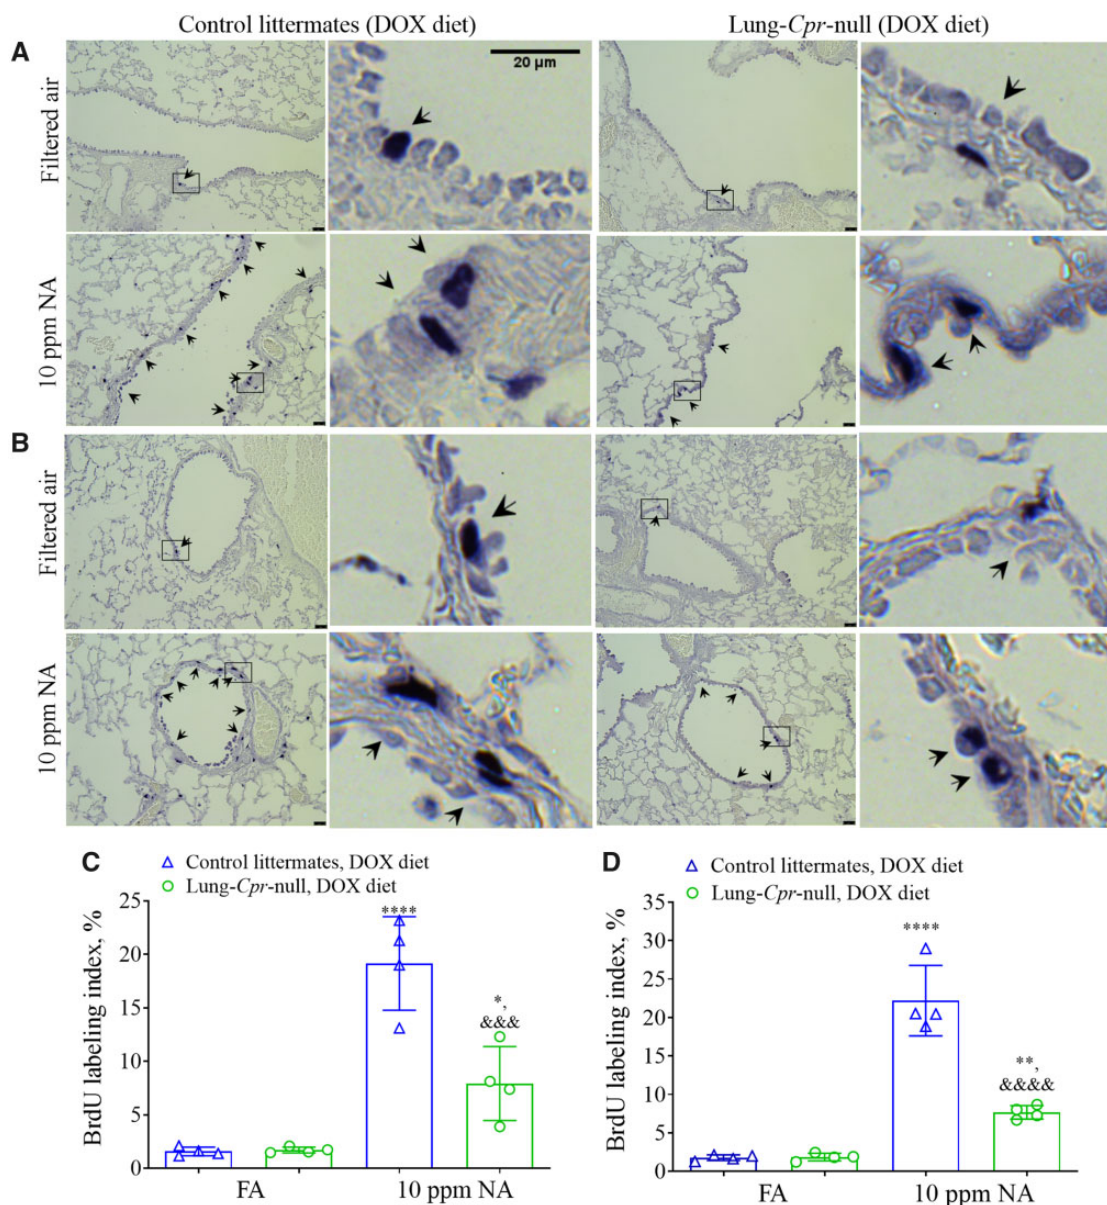 Control littermates (DOX diet) Lung-Cpr-null (DOX diet)
A
Filtered air
20 µm
10 ppm NA
B
Filtered air
10 ppm NA
C
Control littermates, DOX diet
Lung-Cpr-null, DOX diet
BrdU labeling index, %
25
20
15
10
5
0
****
*,
&&&
FA 10 ppm NA
D
Control littermates, DOX diet
Lung-Cpr-null, DOX diet
BrdU labeling index, %
35
30
25
20
15
10
5
0
****
**,
&&&&
FA 10 ppm NA